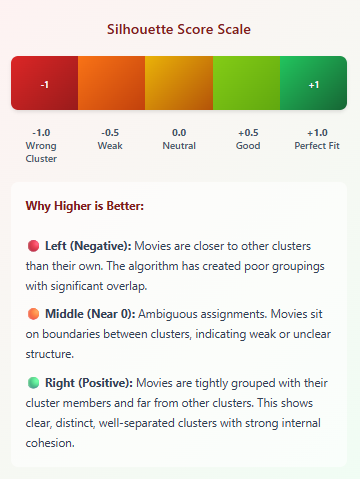 Silhouette Score Scale
-1
+1
-1.0
-0.5
0.0
+0.5
+1.0
Wrong
Cluster
Weak
Neutral
Good
Perfect Fit
Why Higher is Better:
Left (Negative): Movies are closer to other clusters
than their own. The algorithm has created poor groupings
with significant overlap.
Middle (Near 0): Ambiguous assignments. Movies sit
on boundaries between clusters, indicating weak or unclear
structure.
Right (Positive): Movies are tightly grouped with their
cluster members and far from other clusters. This shows
clear, distinct, well-separated clusters with strong internal
cohesion.